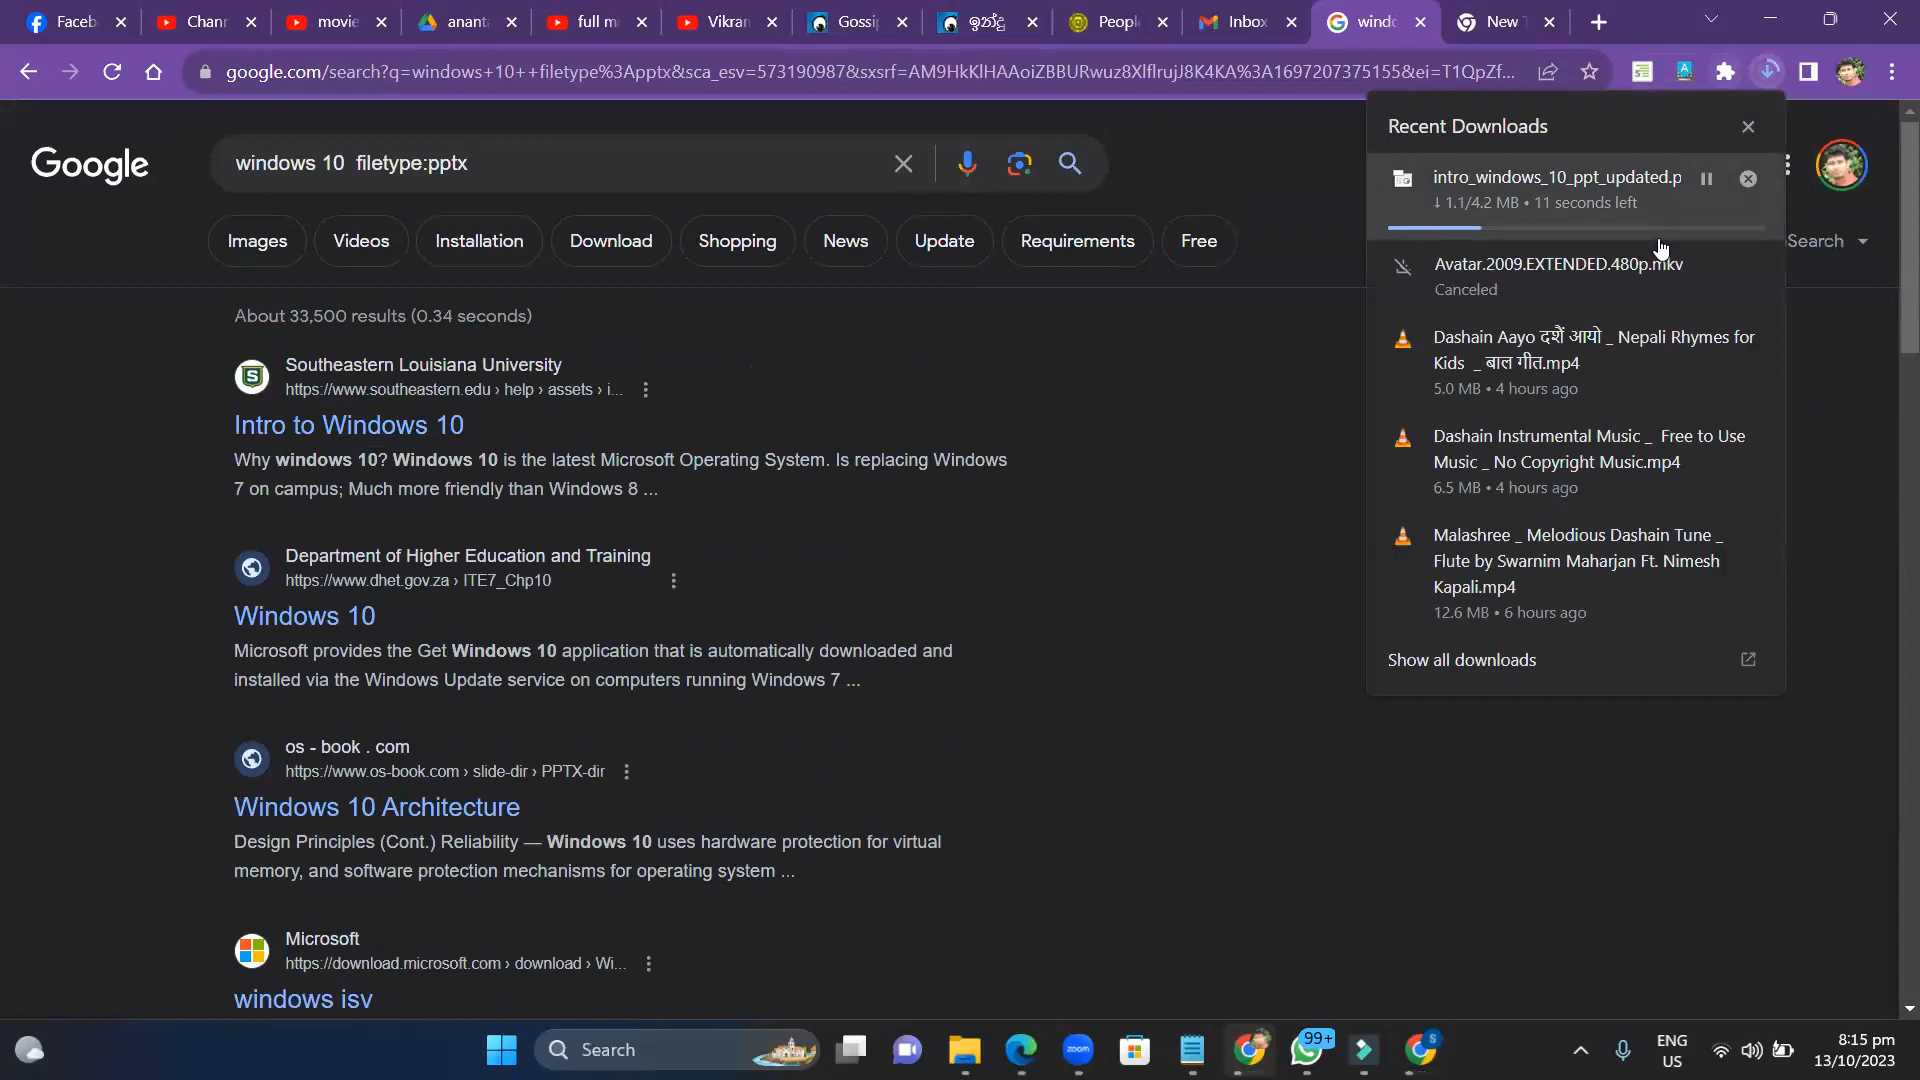 Faceb
Chann
movie
ananta
full m
Vikran
Gossip
ඉන්දු
Peopl
Inbox
windo
New T
google.com/search?q=windows+10++filetype%3Apptx&sca_esv=573190987&sxsrf=AM9HkKlHAAoiZBBURwuz8XlflrujJ8K4KA%3A1697207375155&ei=T1QpZf...
Google
windows 10  filetype:pptx
Images
Videos
Installation
Download
Shopping
News
Update
Requirements
Free
Search
About 33,500 results (0.34 seconds)
Southeastern Louisiana University
https://www.southeastern.edu › help › assets › i...
Intro to Windows 10
Why windows 10? Windows 10 is the latest Microsoft Operating System. Is replacing Windows
7 on campus; Much more friendly than Windows 8 ...
Department of Higher Education and Training
https://www.dhet.gov.za › ITE7_Chp10
Windows 10
Microsoft provides the Get Windows 10 application that is automatically downloaded and
installed via the Windows Update service on computers running Windows 7 ...
os - book . com
https://www.os-book.com › slide-dir › PPTX-dir
Windows 10 Architecture
Design Principles (Cont.) Reliability — Windows 10 uses hardware protection for virtual
memory, and software protection mechanisms for operating system ...
Microsoft
https://download.microsoft.com › download › Wi...
windows isv
Recent Downloads
intro_windows_10_ppt_updated.p
↓ 1.1/4.2 MB • 11 seconds left
Avatar.2009.EXTENDED.480p.mkv
Canceled
Dashain Aayo दशैं आयो _ Nepali Rhymes for
Kids _ बाल गीत.mp4
5.0 MB • 4 hours ago
Dashain Instrumental Music _ Free to Use
Music _ No Copyright Music.mp4
6.5 MB • 4 hours ago
Malashree _ Melodious Dashain Tune _
Flute by Swarnim Maharjan Ft. Nimesh
Kapali.mp4
12.6 MB • 6 hours ago
Show all downloads
Search
zoom
99+
S
ENG
US
8:15 pm
13/10/2023